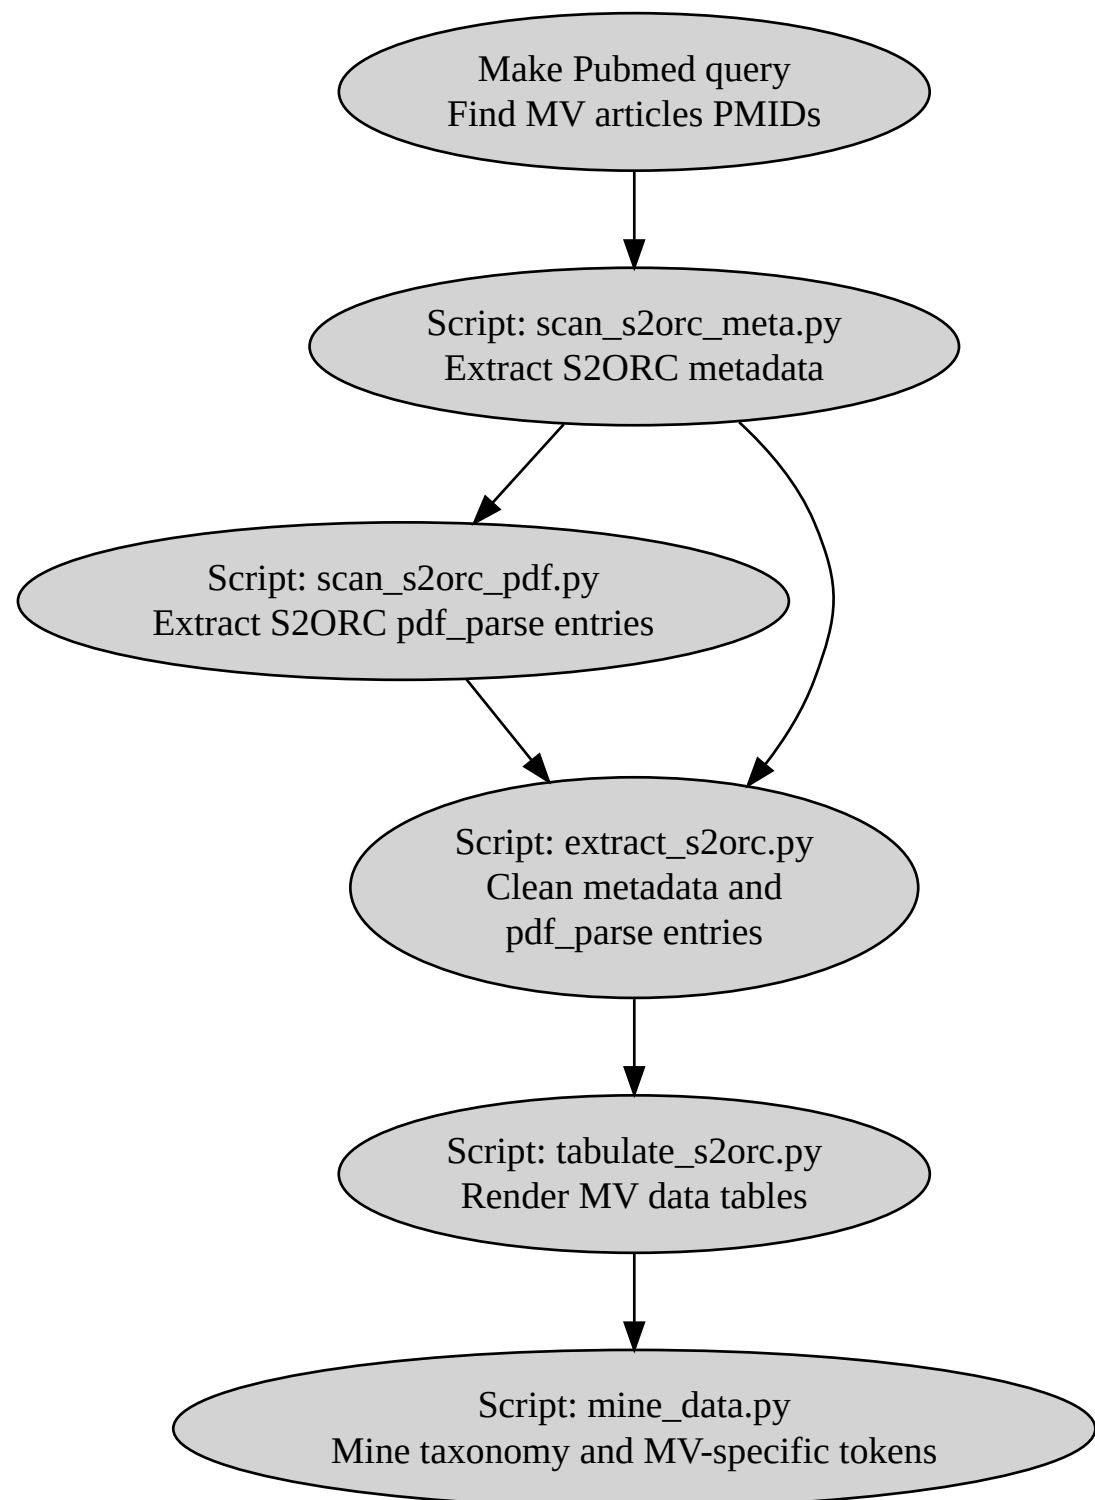 Make Pubmed query
Find MV articles PMIDs
Script: scan_s2orc_meta.py
Extract S2ORC metadata
Script: scan_s2orc_pdf.py
Extract S2ORC pdf_parse entries
Script: extract_s2orc.py
Clean metadata and
pdf_parse entries
Script: tabulate_s2orc.py
Render MV data tables
Script: mine_data.py
Mine taxonomy and MV-specific tokens